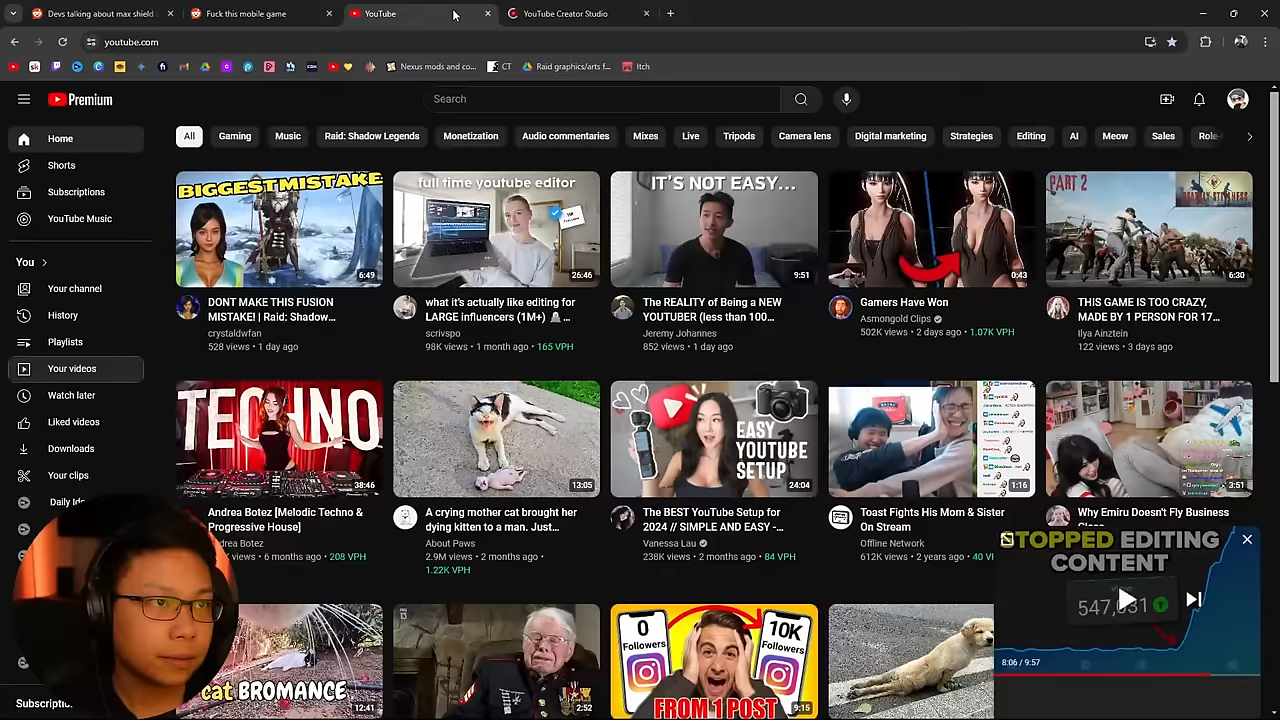 Devs talking about max shield
Fuck this mobile game
YouTube
YouTube Creator Studio
youtube.com
Nexus mods and co...
CT
Raid graphics/arts f...
Itch
Premium
Search
Home
Shorts
Subscriptions
YouTube Music
You
Your channel
History
Playlists
Your videos
Watch later
Liked videos
Downloads
Your clips
Subscriptio
All
Gaming
Music
Raid: Shadow Legends
Monetization
Audio commentaries
Mixes
Live
Tripods
Camera lens
Digital marketing
Strategies
Editing
AI
Meow
Sales
Role-
BIGGEST MISTAKE
6:49
DONT MAKE THIS FUSION
MISTAKE! | Raid: Shadow...
crystaldwfan
528 views • 1 day ago
full time youtube editor
26:46
what it's actually like editing for
LARGE influencers (1M+)
scrivspo
98K views • 1 month ago • 165 VPH
IT'S NOT EASY...
9:51
The REALITY of Being a NEW
YOUTUBER (less than 100...
Jeremy Johannes
852 views • 1 day ago
0:43
Gamers Have Won
Asmongold Clips
502K views • 2 days ago • 1.07K VPH
PART 2
6:30
THIS GAME IS TOO CRAZY,
MADE BY 1 PERSON FOR 17...
Ilya Ainztein
122 views • 3 days ago
TECHNO
38:46
Andrea Botez [Melodic Techno &
Progressive House]
Botez
views • 6 months ago • 208 VPH
13:05
A crying mother cat brought her
dying kitten to a man. Just...
About Paws
2.9M views • 2 months ago •
1.22K VPH
EASY
YOUTUBE
SETUP
24:04
The BEST YouTube Setup for
2024 // SIMPLE AND EASY -...
Vanessa Lau
238K views • 2 months ago • 84 VPH
1:16
Toast Fights His Mom & Sister
On Stream
Offline Network
612K views • 2 years ago • 40 V
3:51
Why Emiru Doesn't Fly Business
cat BROMANCE
12:41
2:52
0
Followers
10K
Followers
FROM 1 POST
9:15
STOPPED EDITING
CONTENT
8:06 / 9:57